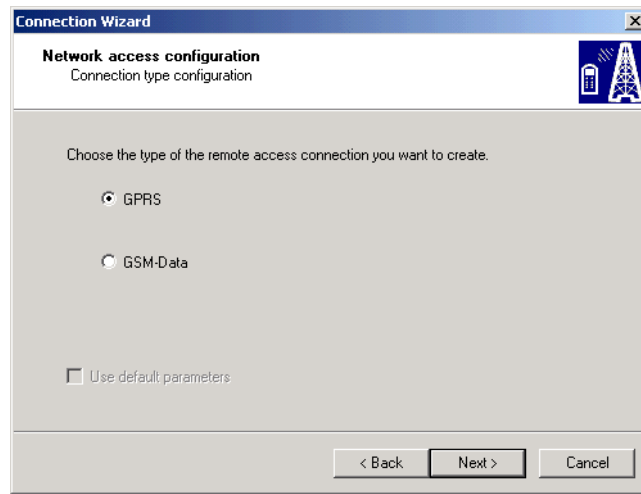 Connection Wizard
Network access configuration
Connection type configuration
Choose the type of the remote access connection you want to create.
GPRS
GSM-Data
Use default parameters
< Back Next > Cancel